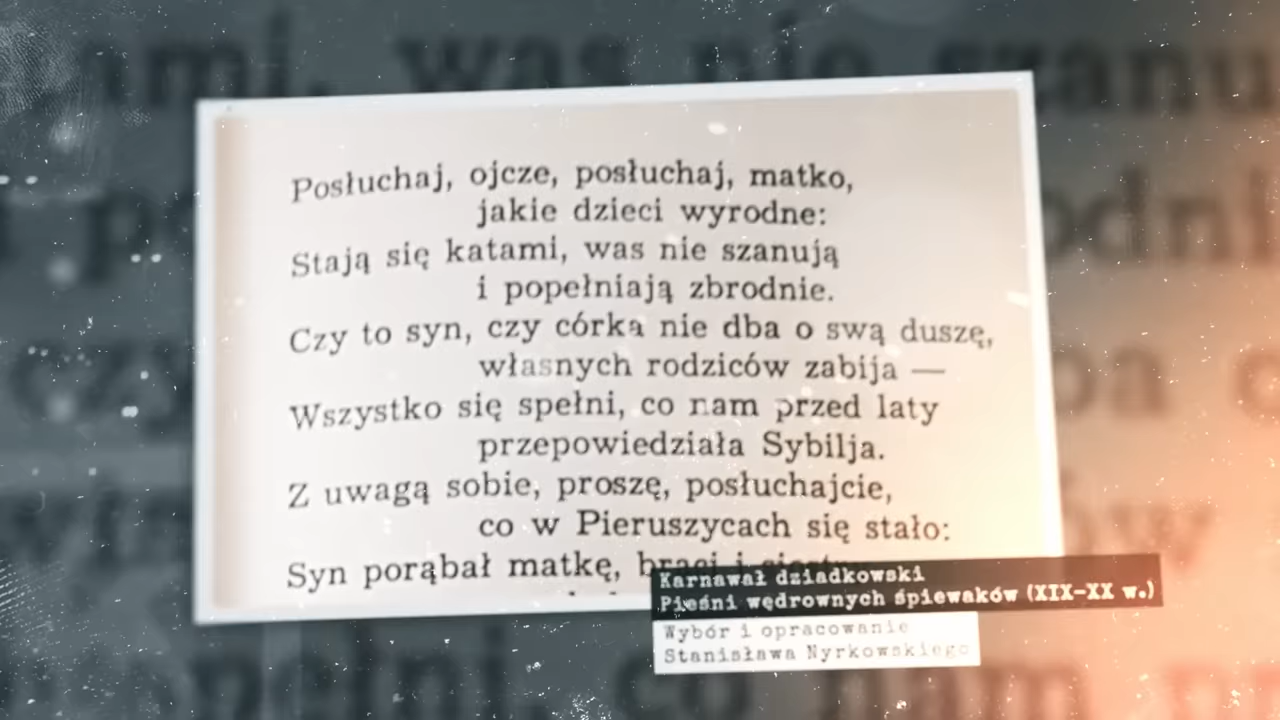 Posłuchaj, ojcze, posłuchaj, matko,
jakie dzieci wyrodne:
Stają się katami, was nie szanują
i popełniają zbrodnie.
Czy to syn, czy córka nie dba o swą duszę,
własnych rodziców zabija —
Wszystko się spełni, co nam przed laty
przepowiedziała Sybilja.
Z uwagą sobie, proszę, posłuchajcie,
co w Pieruszycach się stało:
Syn porąbał matkę, braci i
Karnawał dziadkowski
Pieśni wędrownych śpiewaków (XIX-XX w.)
Wybór i opracowanie
Stanisława Nyrkowskiego